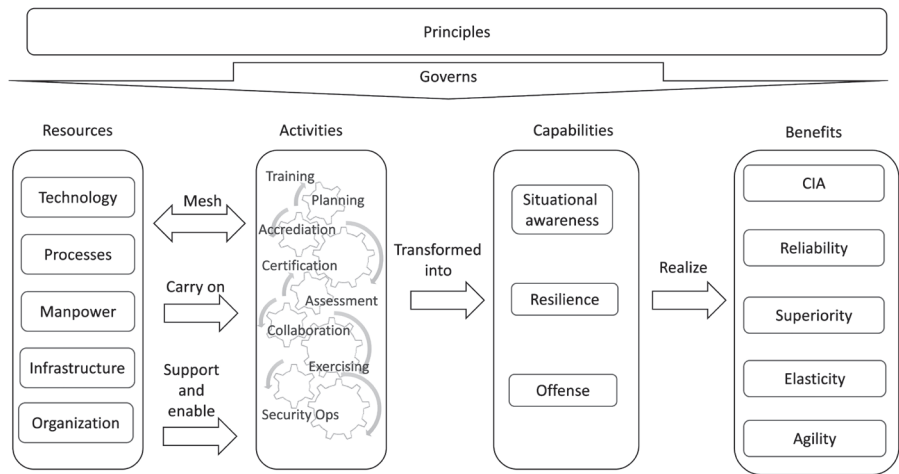 Principles
Governs
Resources
Technology
Processes
Manpower
Infrastructure
Organization
Mesh
Carry on
Support
and
enable
Activities
Training
Planning
Accrediation
Certification
Assessment
Collaboration
Exercising
Security Ops
Transformed
into
Capabilities
Situational
awareness
Resilience
Offense
Realize
Benefits
CIA
Reliability
Superiority
Elasticity
Agility